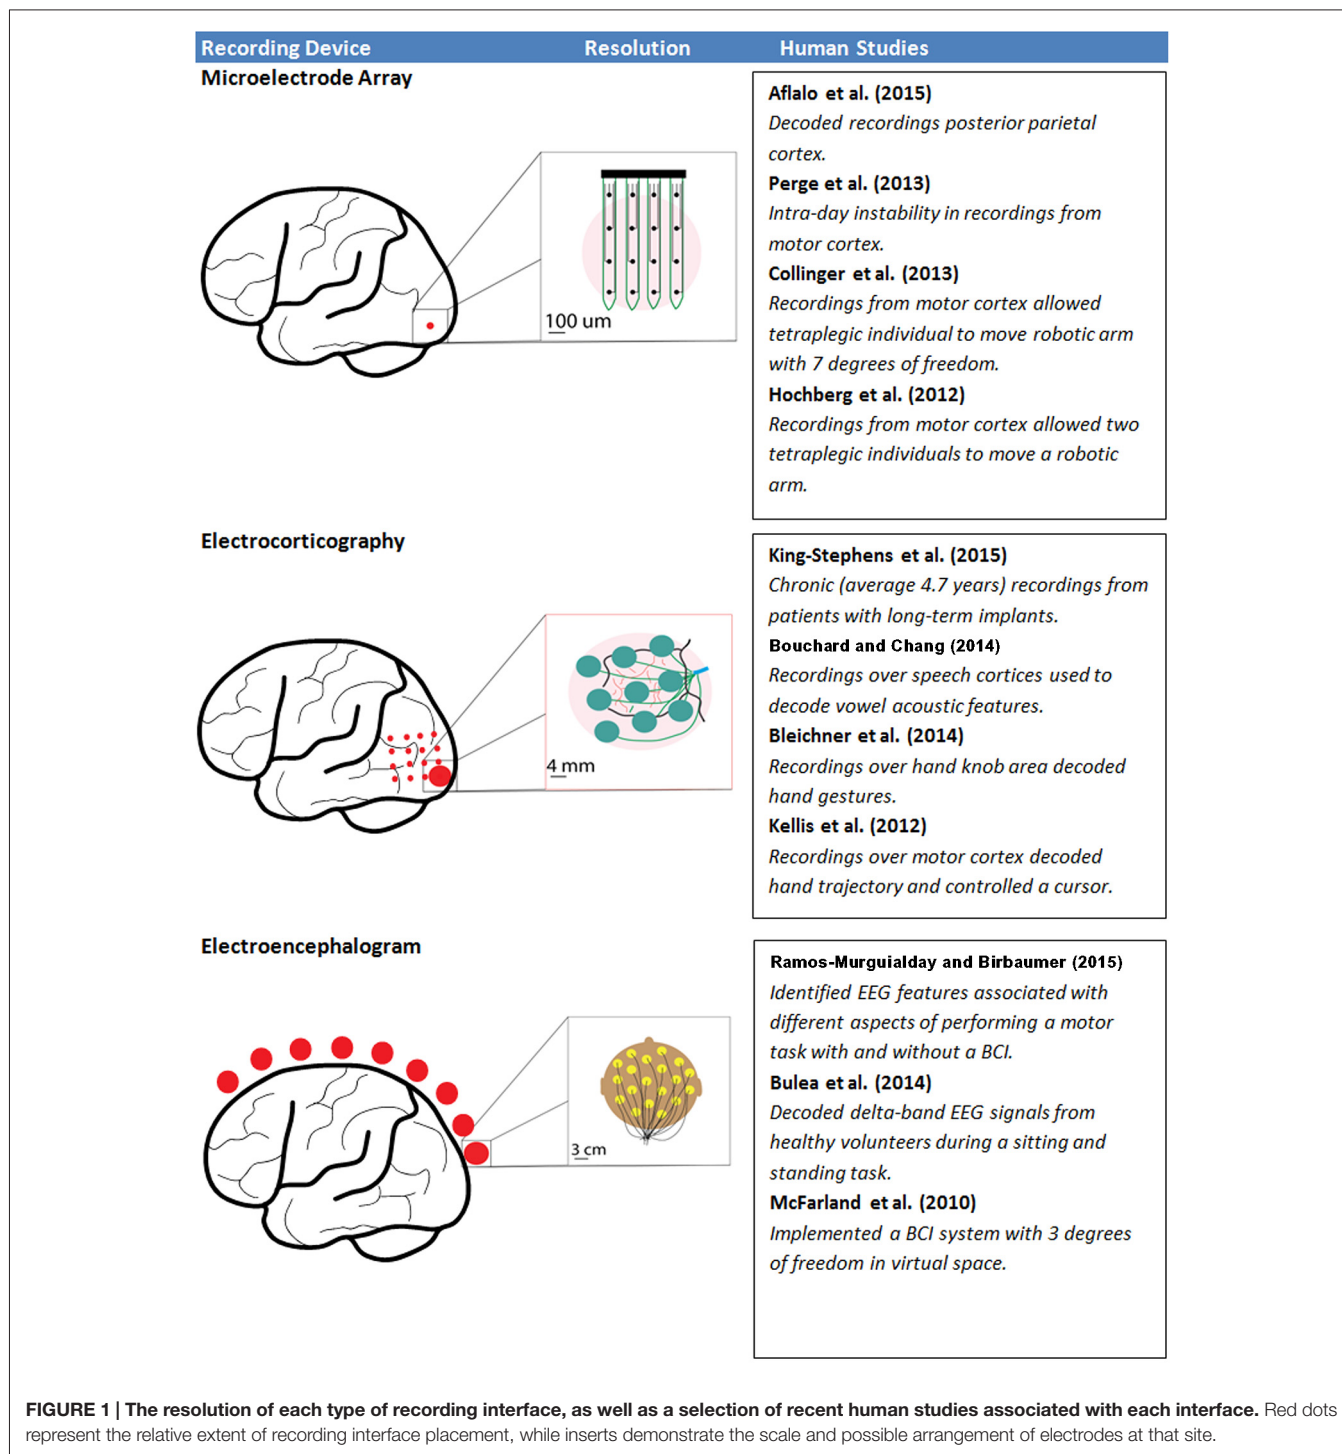 Recording Device Resolution Human Studies
Microelectrode Array
100 um
Aflalo et al. (2015)
Decoded recordings posterior parietal
cortex.
Perge et al. (2013)
Intra-day instability in recordings from
motor cortex.
Collinger et al. (2013)
Recordings from motor cortex allowed
tetraplegic individual to move robotic arm
with 7 degrees of freedom.
Hochberg et al. (2012)
Recordings from motor cortex allowed two
tetraplegic individuals to move a robotic
arm.
Electrocorticography
4 mm
King-Stephens et al. (2015)
Chronic (average 4.7 years) recordings from
patients with long-term implants.
Bouchard and Chang (2014)
Recordings over speech cortices used to
decode vowel acoustic features.
Bleichner et al. (2014)
Recordings over hand knob area decoded
hand gestures.
Kellis et al. (2012)
Recordings over motor cortex decoded
hand trajectory and controlled a cursor.
Electroencephalogram
3 cm
Ramos-Murguialday and Birbaumer (2015)
Identified EEG features associated with
different aspects of performing a motor
task with and without a BCI.
Bulea et al. (2014)
Decoded delta-band EEG signals from
healthy volunteers during a sitting and
standing task.
McFarland et al. (2010)
Implemented a BCI system with 3 degrees
of freedom in virtual space.
FIGURE 1 | The resolution of each type of recording interface, as well as a selection of recent human studies associated with each interface. Red dots
represent the relative extent of recording interface placement, while inserts demonstrate the scale and possible arrangement of electrodes at that site.